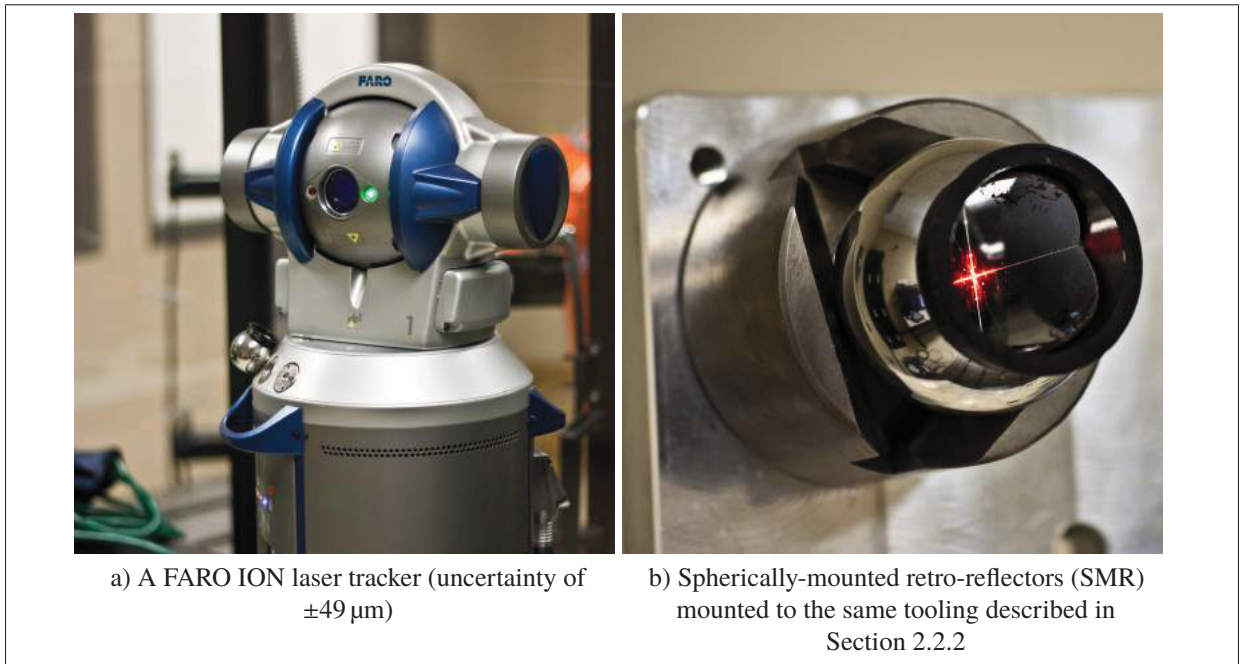 FARO
a) A FARO ION laser tracker (uncertainty of
±49 µm)
b) Spherically-mounted retro-reflectors (SMR)
mounted to the same tooling described in
Section 2.2.2